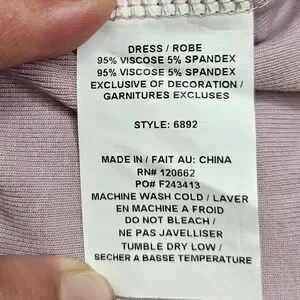 DRESS / ROBE
95% VISCOSE 5% SPANDEX
95% VISCOSE 5% SPANDEX
EXCLUSIVE OF DECORATION /
GARNITURES EXCLUSES
STYLE: 6892
MADE IN / FAIT AU: CHINA
RN# 120662
PO# F243413
MACHINE WASH COLD / LAVER
EN MACHINE A FROID
DO NOT BLEACH /
NE PAS JAVELLISER
TUMBLE DRY LOW /
SECHER A BASSE TEMPERATURE